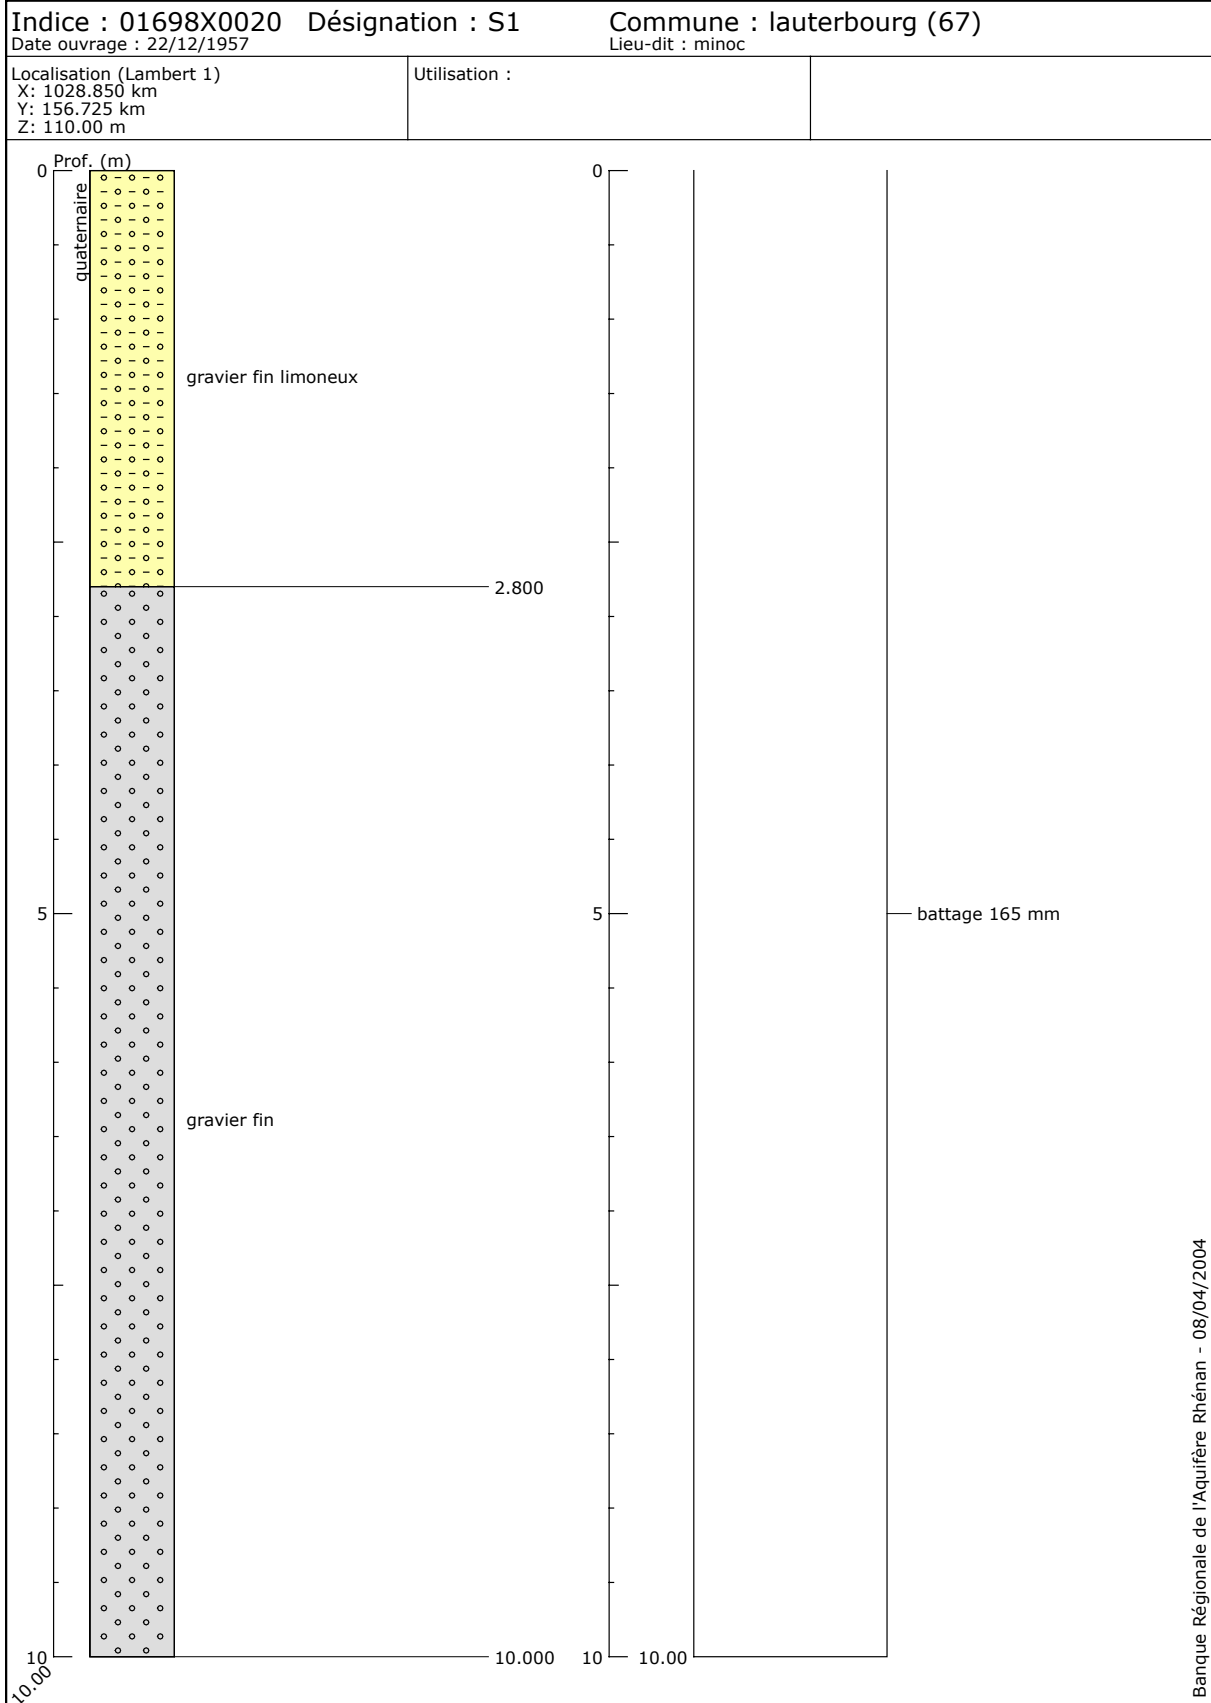 Indice : 01698X0020 Désignation : S1 Commune : lauterbourg (67)
Date ouvrage : 22/12/1957 Lieu-dit : minoc
Localisation (Lambert 1)
X: 1028.850 km
Y: 156.725 km
Z: 110.00 m
Utilisation :
Prof. (m)
0
quaternaire
gravier fin limoneux
2.800
5
gravier fin
10
10.00
10.000
0
5
battage 165 mm
10
10.00
Banque Régionale de l'Aquifère Rhénan - 08/04/2004